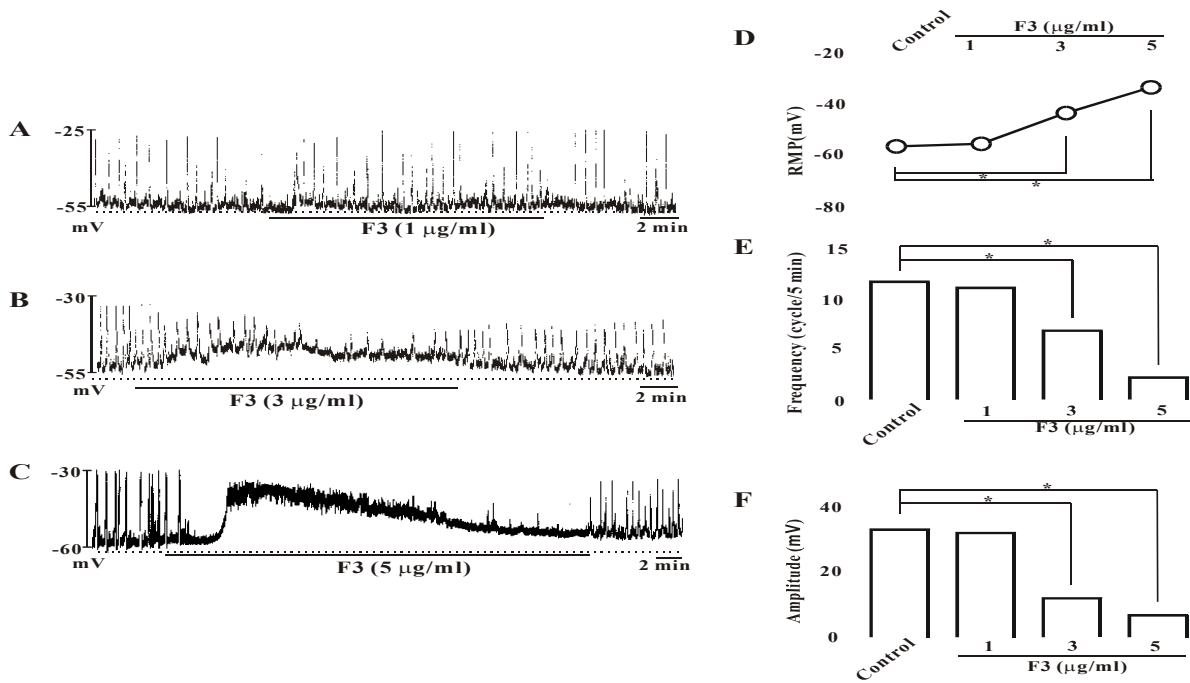 A
-25
-55
mV
F3 (1 μg/ml)
2 min
B
-30
-55
mV
F3 (3 μg/ml)
2 min
C
-30
-60
mV
F3 (5 μg/ml)
2 min
D
Control
F3 (μg/ml)
1 3 5
-20
-40
-60
-80
RMP(mV)
*
*
E
15
10
5
0
Frequency (cycle/5 min)
*
*
Control
1 3 5
F3 (μg/ml)
F
40
20
0
Amplitude (mV)
*
*
Control
1 3 5
F3 (μg/ml)